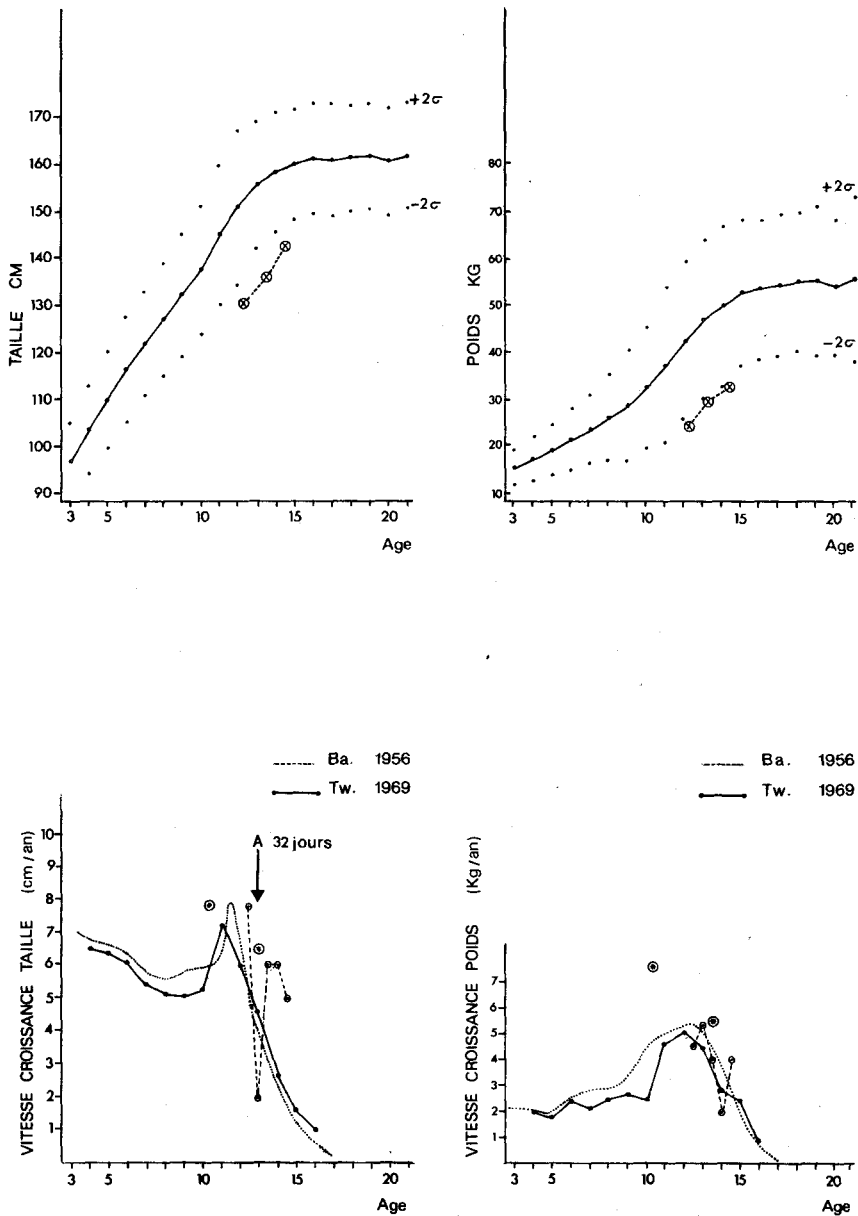 +2σ
170
160
-2σ
150
140
130
120
110
100
90
TAILLE CM
3 5 10 15 20
Age
80
+2σ
70
60
50
-2σ
40
30
20
10
POIDS KG
3 5 10 15 20
Age
Ba. 1956
Tw. 1969
A 32 jours
10
9
8
7
6
5
4
3
2
1
VITESSE CROISSANCE TAILLE (cm/an)
3 5 10 15 20
Age
Ba. 1956
Tw. 1969
7
6
5
4
3
2
1
VITESSE CROISSANCE POIDS (Kg/an)
3 5 10 15 20
Age